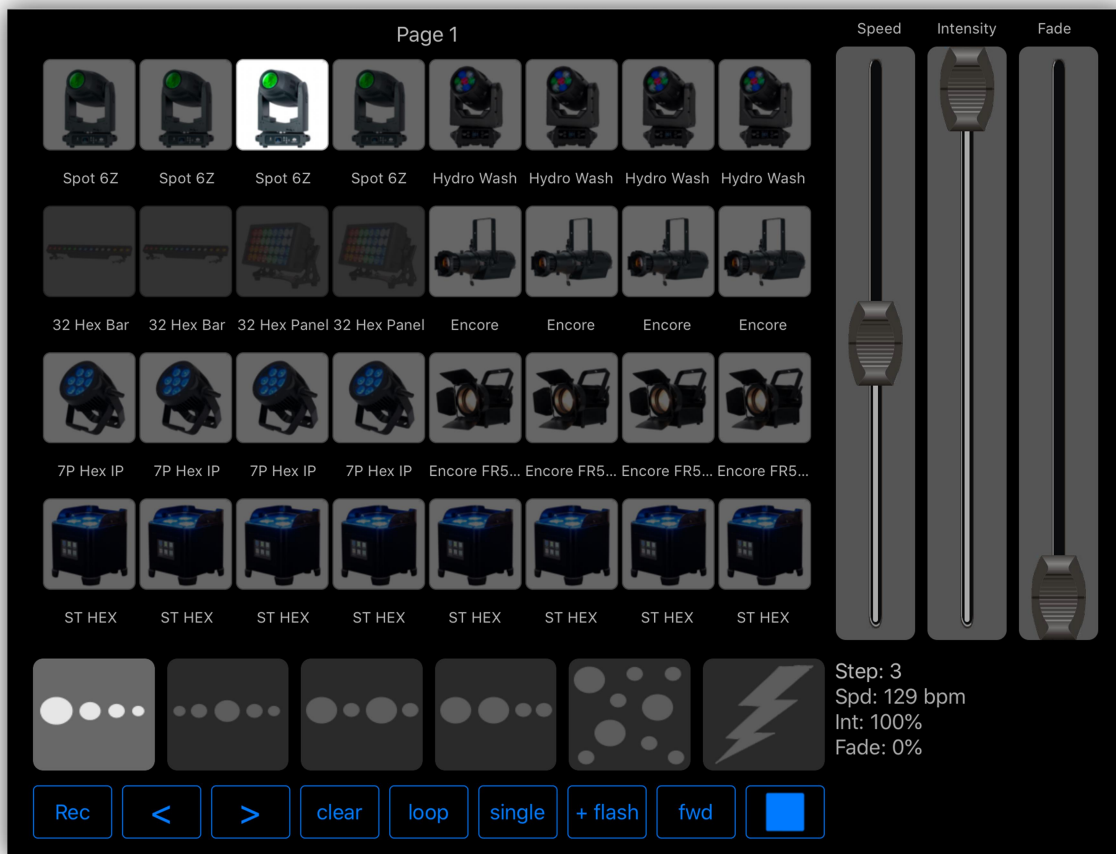 Page 1
Speed Intensity Fade
Spot 6Z Spot 6Z Spot 6Z Spot 6Z Hydro Wash Hydro Wash Hydro Wash Hydro Wash
32 Hex Bar 32 Hex Bar 32 Hex Panel 32 Hex Panel Encore Encore Encore Encore
7P Hex IP 7P Hex IP 7P Hex IP 7P Hex IP Encore FR5... Encore FR5... Encore FR5... Encore FR5...
ST HEX ST HEX ST HEX ST HEX ST HEX ST HEX ST HEX ST HEX
Step: 3
Spd: 129 bpm
Int: 100%
Fade: 0%
Rec < > clear loop single + flash fwd